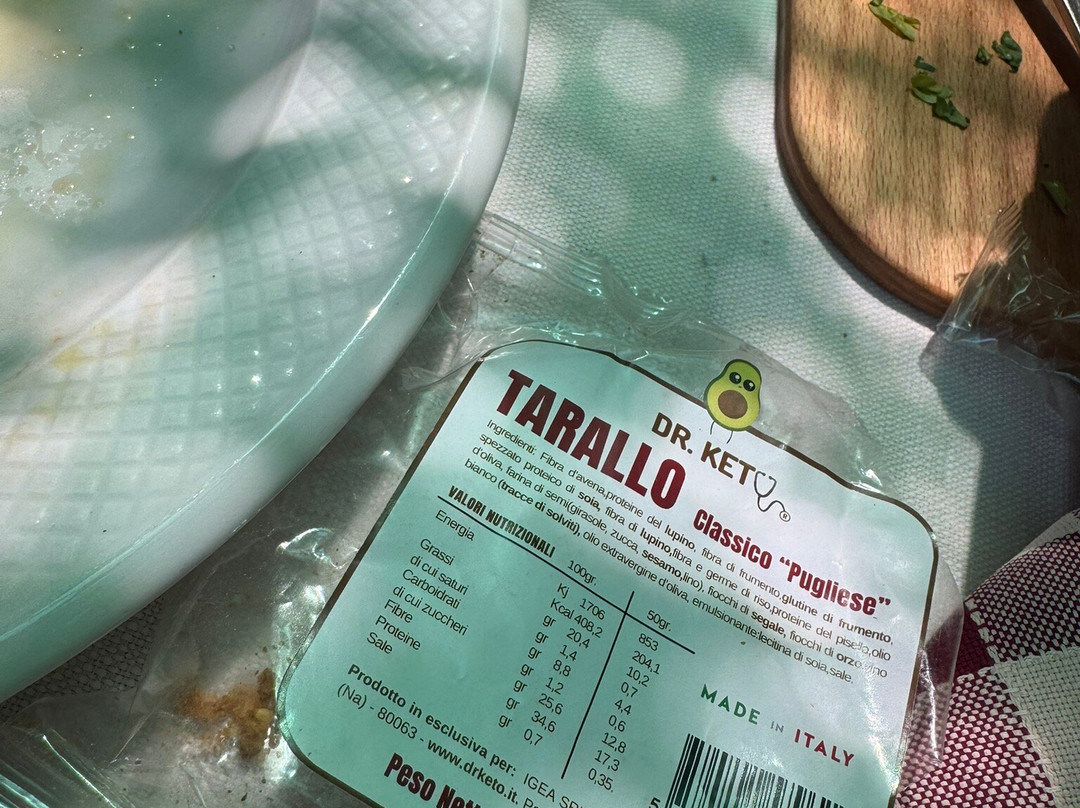 DR. KETO®
TARALLO
Classico "Pugliese"
Ingredienti: Fibra d'avena,proteine del lupino, fibra di frumento,glutine di frumento,
spezzato proteico di soia, fibra di lupino,fibra e germe di riso,proteine del pisello,olio
d'oliva, farina di semi(girasole, zucca, sesamo,lino), fiocchi di segale, fiocchi di orzo,vino
bianco (tracce di solviti), olio extravergine d'oliva, emulsionante:lecitina di soia,sale.
VALORI NUTRIZIONALI 100gr. 50gr.
Energia Kj 1706 853
Kcal 408,2 204,1
Grassi gr 20,4 10,2
di cui saturi gr 1,4 0,7
Carboidrati gr 8,8 4,4
di cui zuccheri gr 1,2 0,6
Fibre gr 25,6 12,8
Proteine gr 34,6 17,3
Sale gr 0,7 0,35.
MADE IN ITALY
Prodotto in esclusiva per: IGEA
(Na) - 80063 - www.drketo.it.
Peso
5